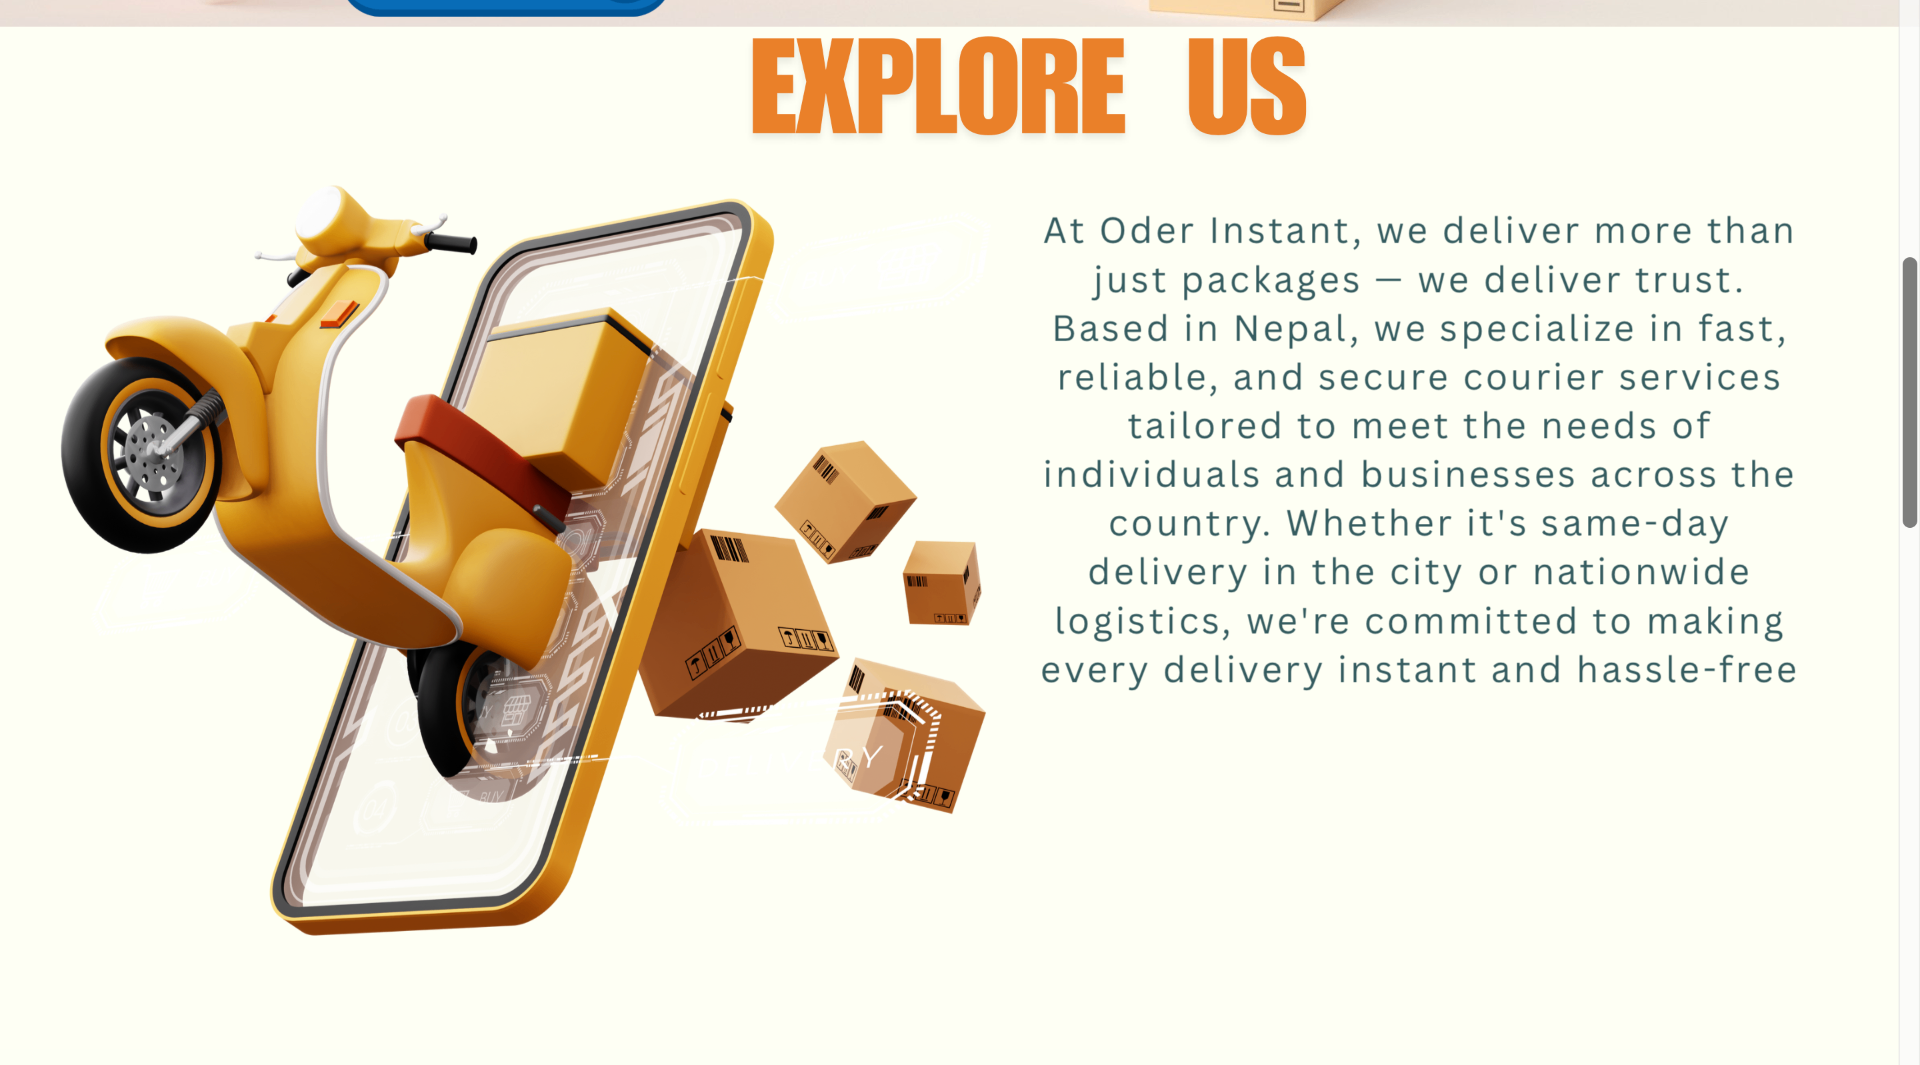 EXPLORE US
At Oder Instant, we deliver more than
just packages — we deliver trust.
Based in Nepal, we specialize in fast,
reliable, and secure courier services
tailored to meet the needs of
individuals and businesses across the
country. Whether it's same-day
delivery in the city or nationwide
logistics, we're committed to making
every delivery instant and hassle-free
04
BUY